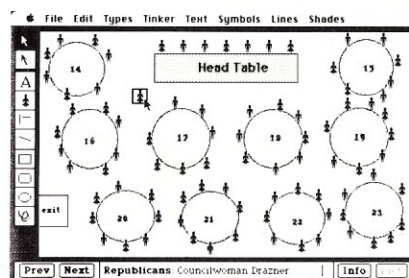 File Edit Types Tinker Text Symbols Lines Shades
Head Table
14
15
16
17
18
19
A
exit
20
21
22
23
Prev Next Republicans Councilwoman Drazner Info